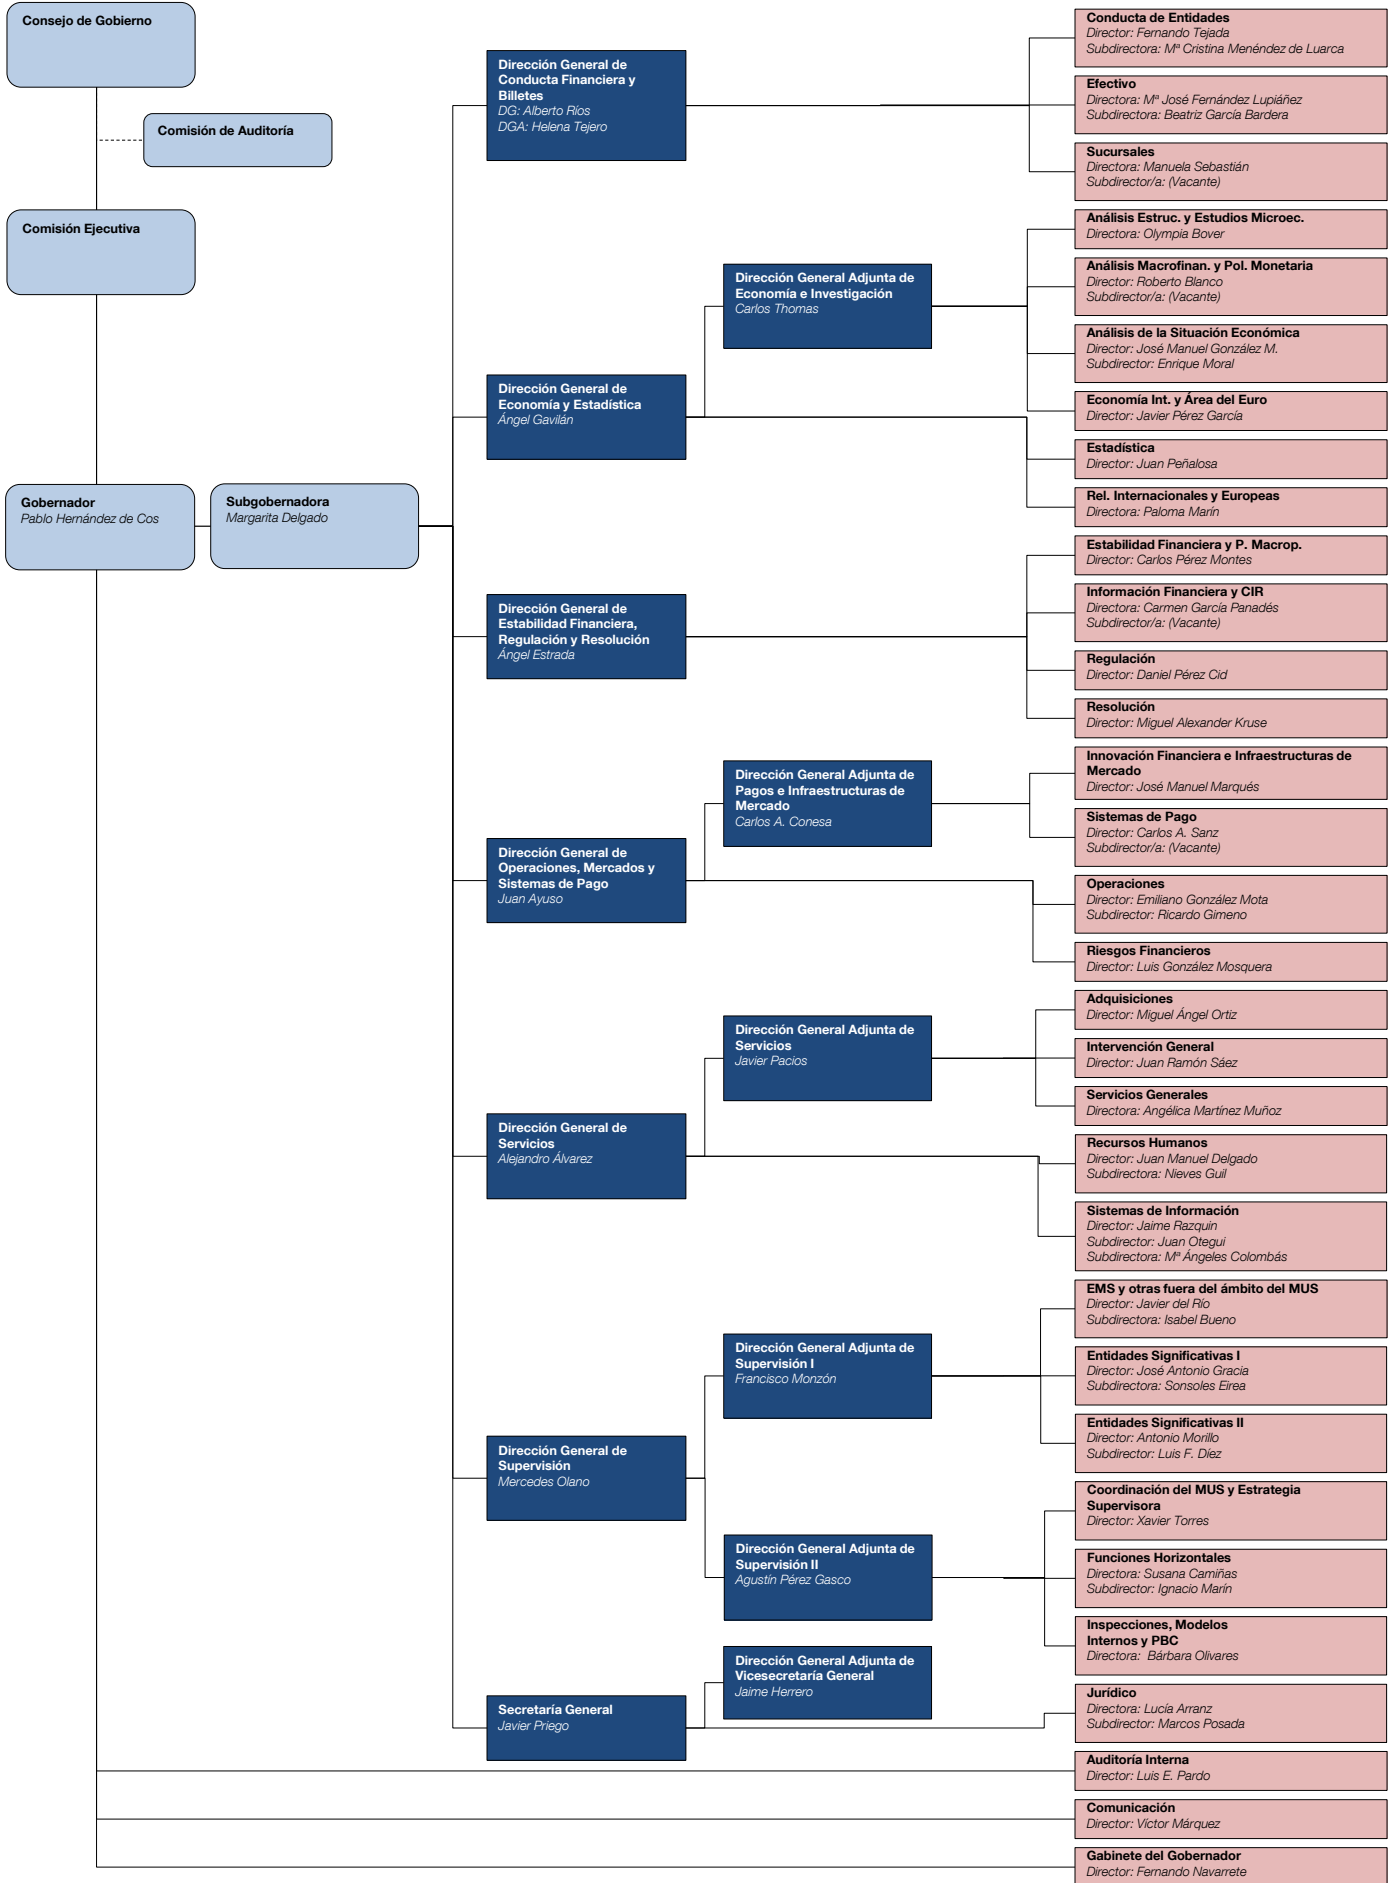 Consejo de Gobierno
Comisión de Auditoría
Comisión Ejecutiva
Gobernador
Pablo Hernández de Cos
Subgobernadora
Margarita Delgado
Dirección General de
Conducta Financiera y
Billetes
DG: Alberto Ríos
DGA: Helena Tejero
Conducta de Entidades
Director: Fernando Tejada
Subdirectora: Mª Cristina Menéndez de Luarca
Efectivo
Directora: Mª José Fernández Lupiáñez
Subdirectora: Beatriz García Bardera
Sucursales
Directora: Manuela Sebastián
Subdirector/a: (Vacante)
Dirección General de
Economía y Estadística
Ángel Gavilán
Dirección General Adjunta de
Economía e Investigación
Carlos Thomas
Análisis Estruc. y Estudios Microec.
Directora: Olympia Bover
Análisis Macrofinan. y Pol. Monetaria
Director: Roberto Blanco
Subdirector/a: (Vacante)
Análisis de la Situación Económica
Director: José Manuel González M.
Subdirector: Enrique Moral
Economía Int. y Área del Euro
Director: Javier Pérez García
Estadística
Director: Juan Peñalosa
Rel. Internacionales y Europeas
Directora: Paloma Marín
Dirección General de
Estabilidad Financiera,
Regulación y Resolución
Ángel Estrada
Estabilidad Financiera y P. Macrop.
Director: Carlos Pérez Montes
Información Financiera y CIR
Directora: Carmen García Panadés
Subdirector/a: (Vacante)
Regulación
Director: Daniel Pérez Cid
Resolución
Director: Miguel Alexander Kruse
Dirección General de
Operaciones, Mercados y
Sistemas de Pago
Juan Ayuso
Dirección General Adjunta de
Pagos e Infraestructuras de
Mercado
Carlos A. Conesa
Innovación Financiera e Infraestructuras de
Mercado
Director: José Manuel Marqués
Sistemas de Pago
Director: Carlos A. Sanz
Subdirector/a: (Vacante)
Operaciones
Director: Emiliano González Mota
Subdirector: Ricardo Gimeno
Riesgos Financieros
Director: Luis González Mosquera
Dirección General de
Servicios
Alejandro Álvarez
Dirección General Adjunta de
Servicios
Javier Pacios
Adquisiciones
Director: Miguel Ángel Ortiz
Intervención General
Director: Juan Ramón Sáez
Servicios Generales
Directora: Angélica Martínez Muñoz
Recursos Humanos
Director: Juan Manuel Delgado
Subdirectora: Nieves Guil
Sistemas de Información
Director: Jaime Razquin
Subdirector: Juan Otegui
Subdirectora: Mª Ángeles Colombás
Dirección General de
Supervisión
Mercedes Olano
Dirección General Adjunta de
Supervisión I
Francisco Monzón
EMS y otras fuera del ámbito del MUS
Director: Javier del Río
Subdirectora: Isabel Bueno
Entidades Significativas I
Director: José Antonio Gracia
Subdirectora: Sonsoles Eirea
Entidades Significativas II
Director: Antonio Morillo
Subdirector: Luis F. Díez
Dirección General Adjunta de
Supervisión II
Agustín Pérez Gasco
Coordinación del MUS y Estrategia
Supervisora
Director: Xavier Torres
Funciones Horizontales
Directora: Susana Camiñas
Subdirector: Ignacio Marín
Inspecciones, Modelos
Internos y PBC
Directora: Bárbara Olivares
Secretaría General
Javier Priego
Dirección General Adjunta de
Vicesecretaría General
Jaime Herrero
Jurídico
Directora: Lucía Arranz
Subdirector: Marcos Posada
Auditoría Interna
Director: Luis E. Pardo
Comunicación
Director: Víctor Márquez
Gabinete del Gobernador
Director: Fernando Navarrete